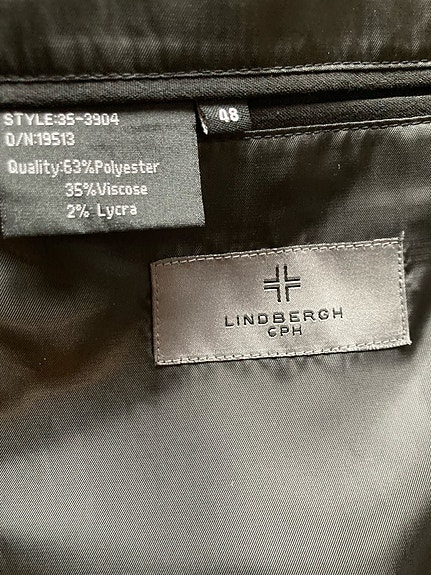 STYLE:35-3904
O/N:19513
Quality:63%Polyester
35%Viscose
2% Lycra
48
LINDBERGH
CPH